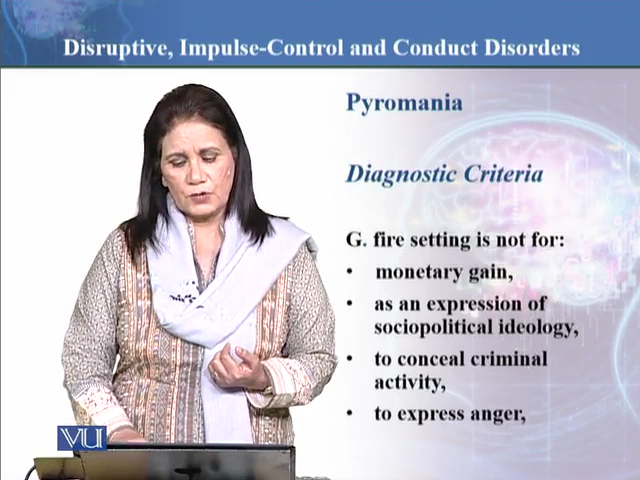 Disruptive, Impulse-Control and Conduct Disorders
Pyromania
Diagnostic Criteria
G. fire setting is not for:
• monetary gain,
• as an expression of
sociopolitical ideology,
• to conceal criminal
activity,
• to express anger,
VU